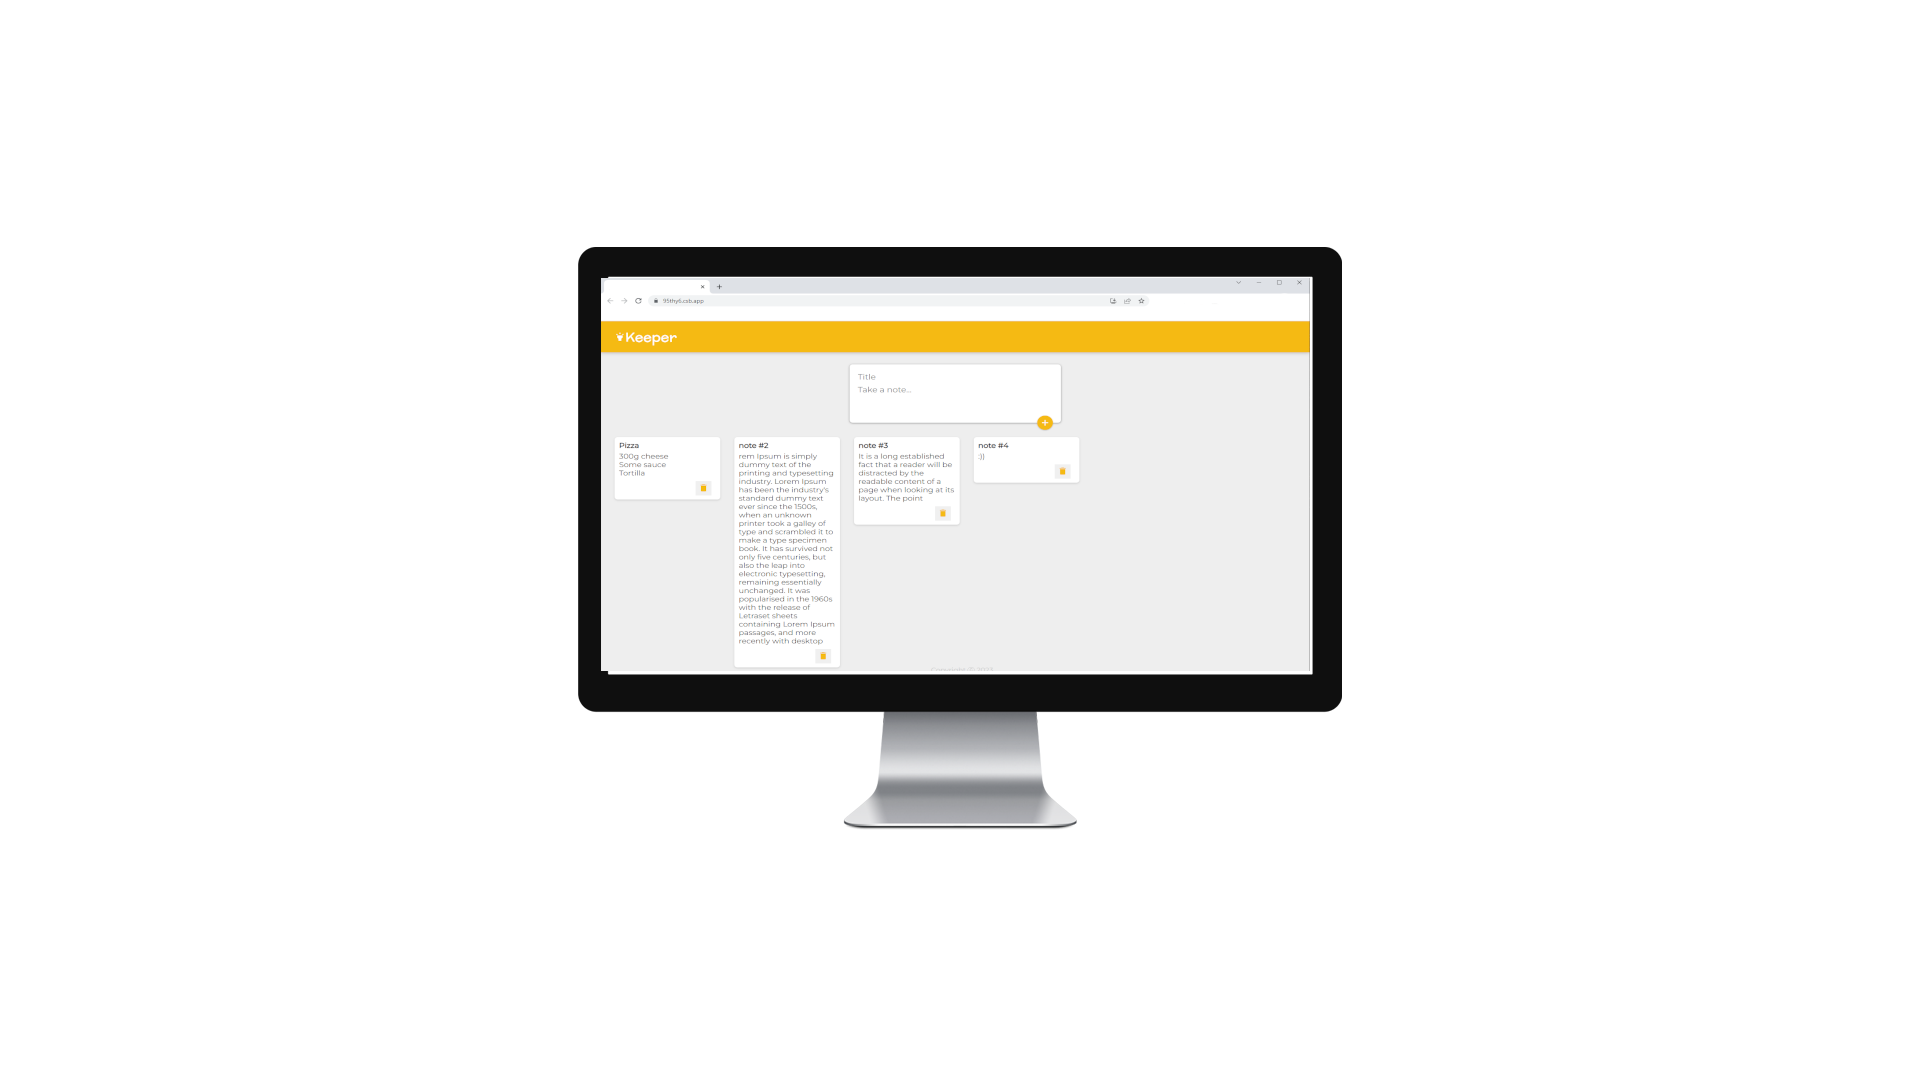 95thy6.csb.app
Keeper
Title
Take a note...
Pizza
300g cheese
Some sauce
Tortilla
note #2
rem Ipsum is simply
dummy text of the
printing and typesetting
industry. Lorem Ipsum
has been the industry's
standard dummy text
ever since the 1500s,
when an unknown
printer took a galley of
type and scrambled it to
make a type specimen
book. It has survived not
only five centuries, but
also the leap into
electronic typesetting,
remaining essentially
unchanged. It was
popularised in the 1960s
with the release of
Letraset sheets
containing Lorem Ipsum
passages, and more
recently with desktop
note #3
It is a long established
fact that a reader will be
distracted by the
readable content of a
page when looking at its
layout. The point
note #4
:))
Copyright ©